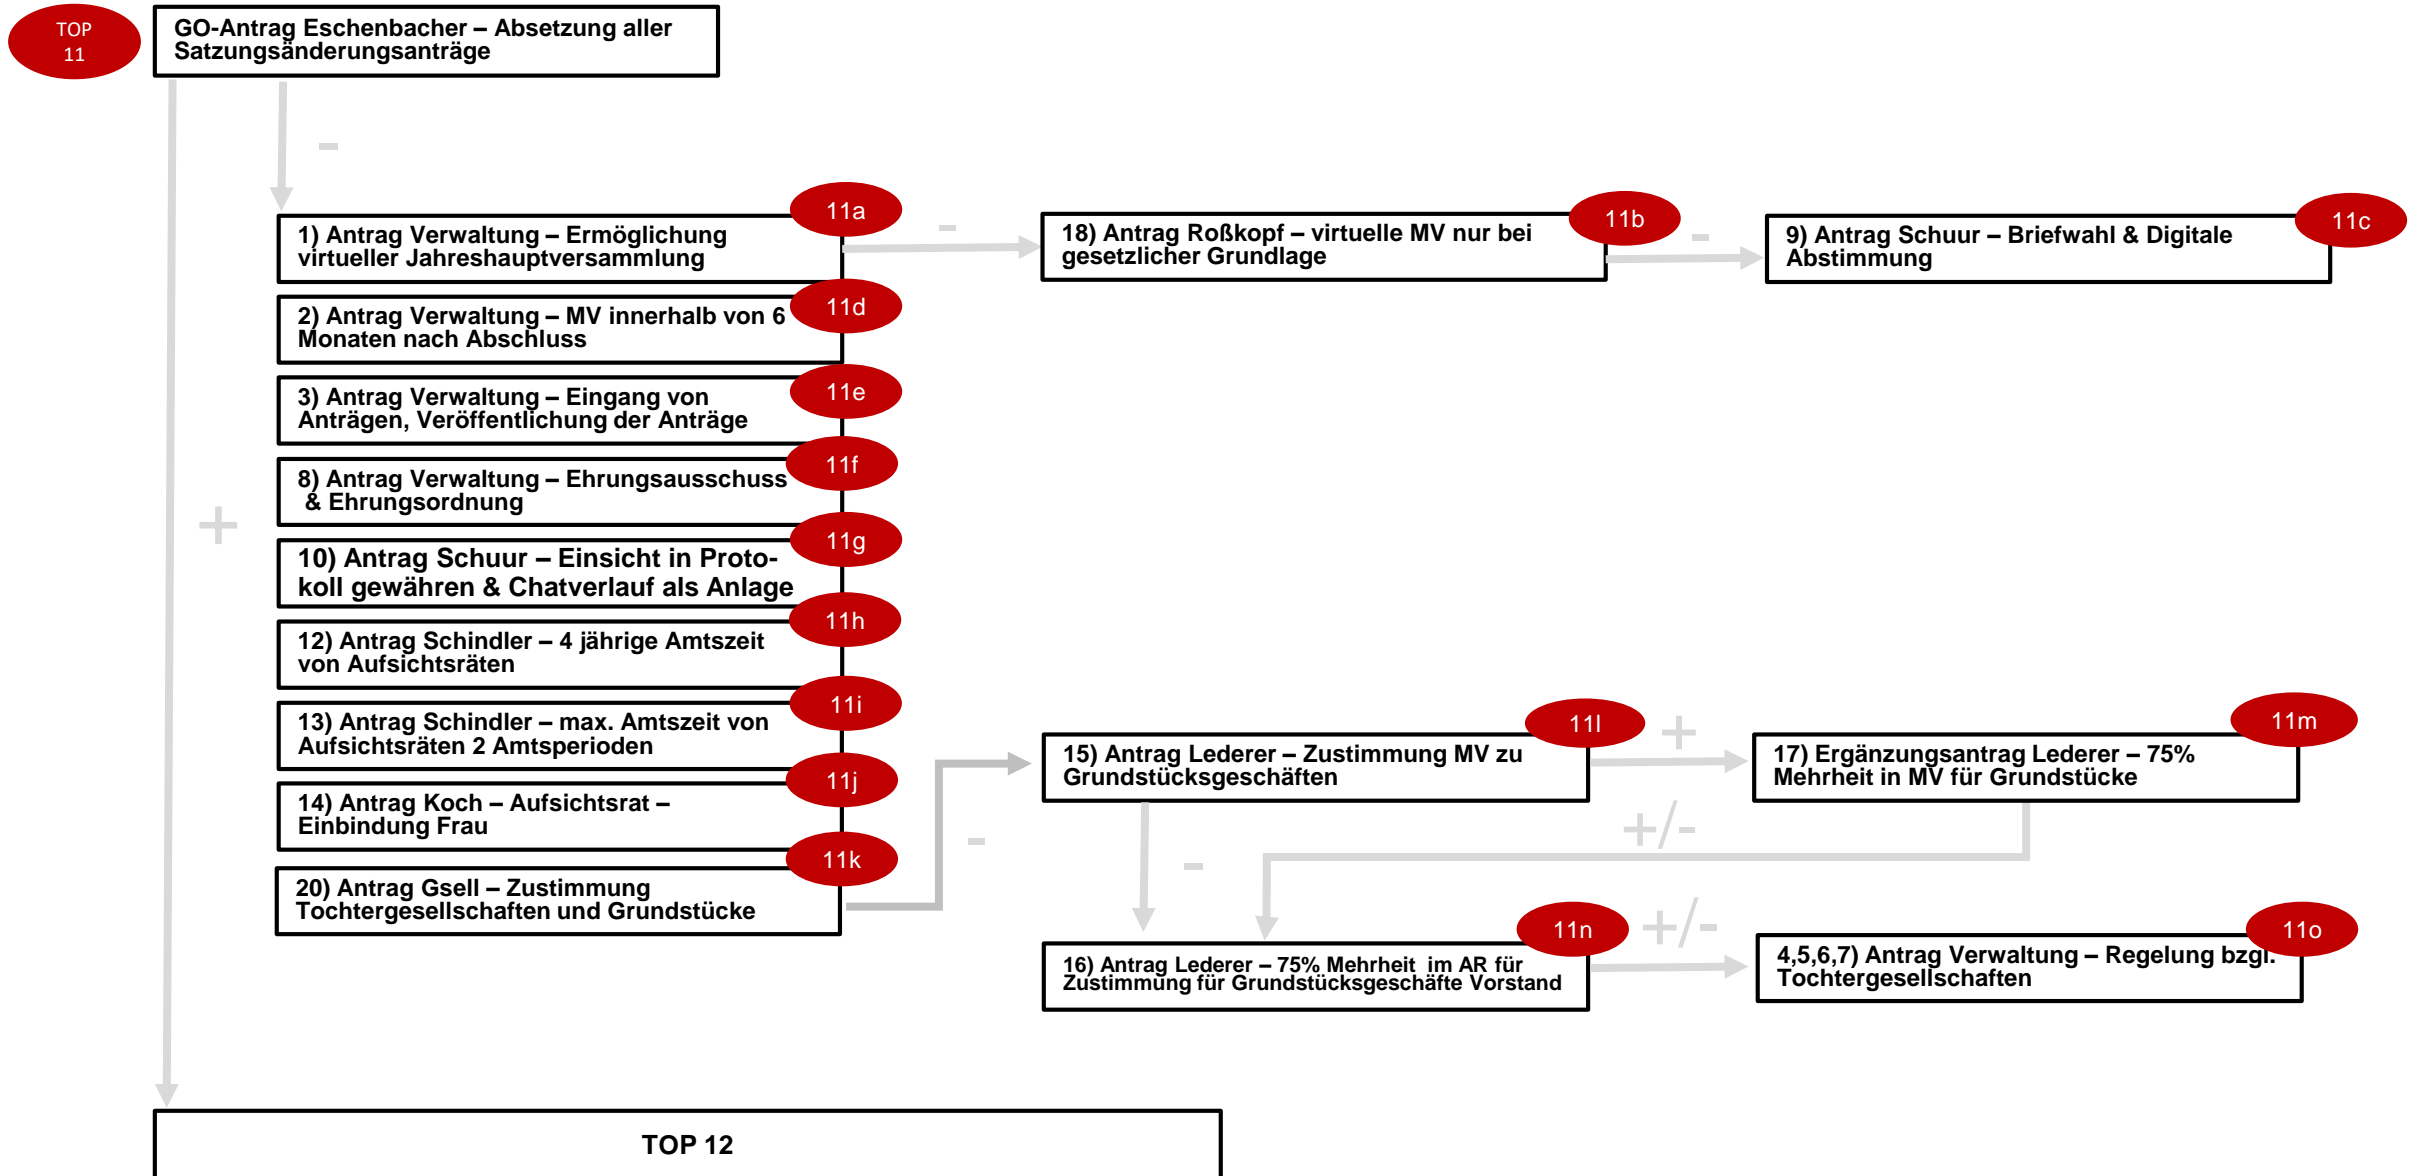 TOP
11
GO-Antrag Eschenbacher – Absetzung aller
Satzungsänderungsanträge
-
+
11a
1) Antrag Verwaltung – Ermöglichung
virtueller Jahreshauptversammlung
-
11b
18) Antrag Roßkopf – virtuelle MV nur bei
gesetzlicher Grundlage
-
11c
9) Antrag Schuur – Briefwahl & Digitale
Abstimmung
11d
2) Antrag Verwaltung – MV innerhalb von 6
Monaten nach Abschluss
11e
3) Antrag Verwaltung – Eingang von
Anträgen, Veröffentlichung der Anträge
11f
8) Antrag Verwaltung – Ehrungsausschuss
& Ehrungsordnung
11g
10) Antrag Schuur – Einsicht in Proto-
koll gewähren & Chatverlauf als Anlage
11h
12) Antrag Schindler – 4 jährige Amtszeit
von Aufsichtsräten
11i
13) Antrag Schindler – max. Amtszeit von
Aufsichtsräten 2 Amtsperioden
11j
14) Antrag Koch – Aufsichtsrat –
Einbindung Frau
11k
20) Antrag Gsell – Zustimmung
Tochtergesellschaften und Grundstücke
-
11l
15) Antrag Lederer – Zustimmung MV zu
Grundstücksgeschäften
+
11m
17) Ergänzungsantrag Lederer – 75%
Mehrheit in MV für Grundstücke
-
+/-
11n
16) Antrag Lederer – 75% Mehrheit im AR für
Zustimmung für Grundstücksgeschäfte Vorstand
+/-
11o
4,5,6,7) Antrag Verwaltung – Regelung bzgl.
Tochtergesellschaften
TOP 12